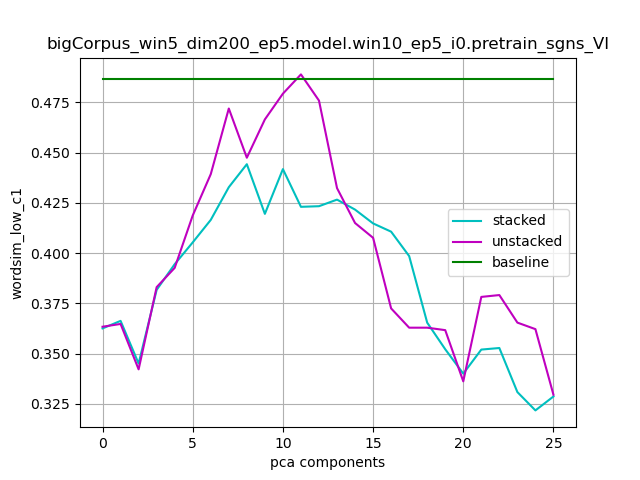 bigCorpus_win5_dim200_ep5.model.win10_ep5_i0.pretrain_sgns_VI
0.475
0.450
0.425
0.400
0.375
0.350
0.325
wordsim_low_c1
stacked
unstacked
baseline
0 5 10 15 20 25
pca components